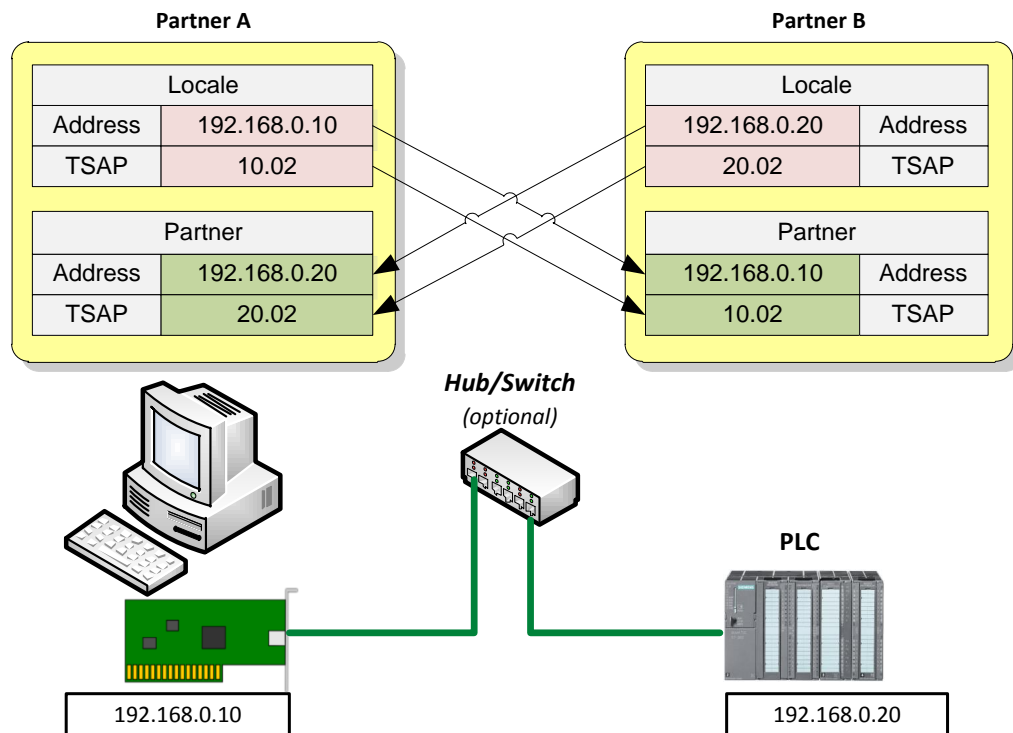 Partner A
Partner B
Locale
Address 192.168.0.10
TSAP 10.02
Partner
Address 192.168.0.20
TSAP 20.02
Locale
192.168.0.20 Address
20.02 TSAP
Partner
192.168.0.10 Address
10.02 TSAP
Hub/Switch
(optional)
PLC
192.168.0.10
192.168.0.20